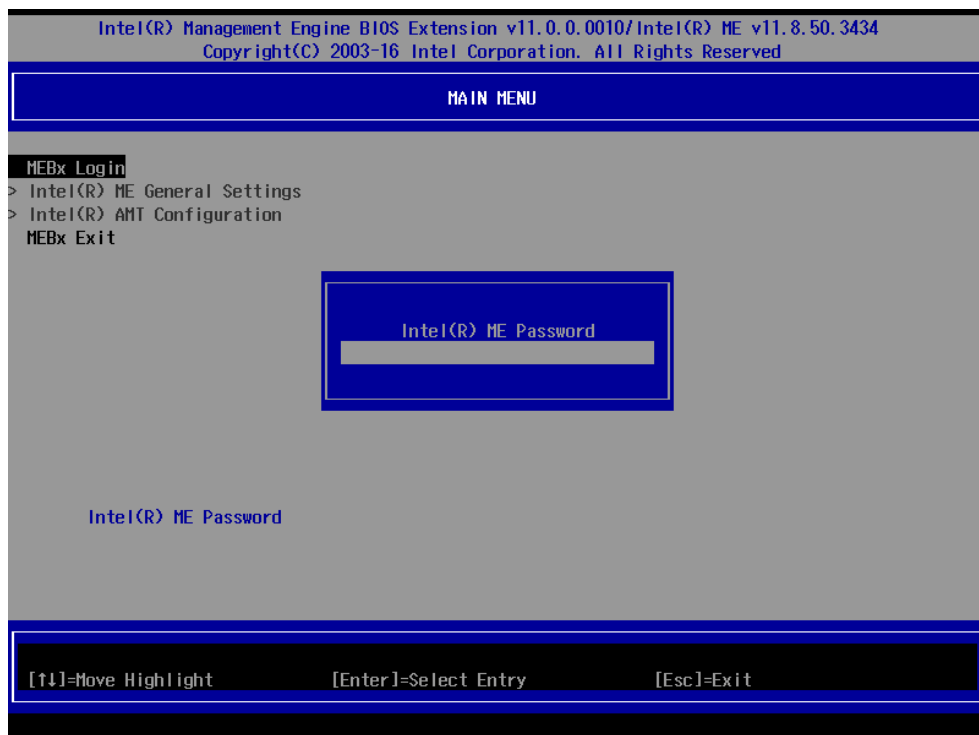 Intel(R) Management Engine BIOS Extension v11.0.0.0010/Intel(R) ME v11.8.50.3434
Copyright(C) 2003-16 Intel Corporation. All Rights Reserved
MAIN MENU
MEBx Login
> Intel(R) ME General Settings
> Intel(R) AMT Configuration
MEBx Exit
Intel(R) ME Password
Intel(R) ME Password
[↑↓]=Move Highlight [Enter]=Select Entry [Esc]=Exit